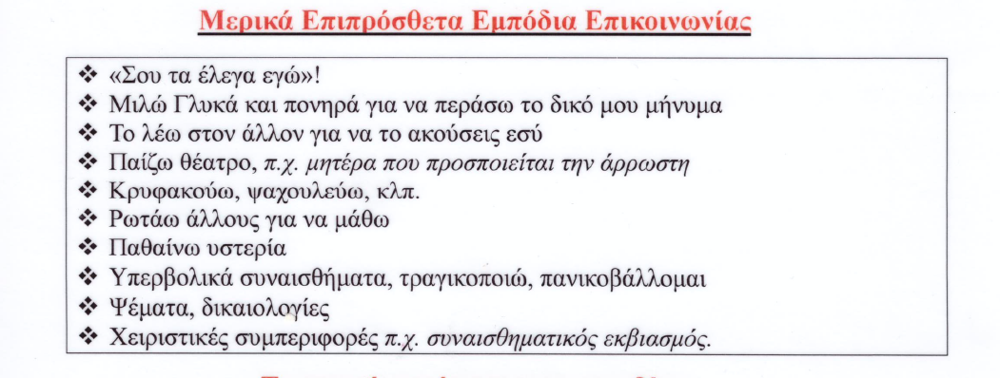 Μερικά Επιπρόσθετα Εμπόδια Επικοινωνίας
❖ «Σου τα έλεγα εγώ»!
❖ Μιλώ Γλυκά και πονηρά για να περάσω το δικό μου μήνυμα
❖ Το λέω στον άλλον για να το ακούσεις εσύ
❖ Παίζω θέατρο, π.χ. μητέρα που προσποιείται την άρρωστη
❖ Κρυφακούω, ψαχουλεύω, κλπ.
❖ Ρωτάω άλλους για να μάθω
❖ Παθαίνω υστερία
❖ Υπερβολικά συναισθήματα, τραγικοποιώ, πανικοβάλλομαι
❖ Ψέματα, δικαιολογίες
❖ Χειριστικές συμπεριφορές π.χ. συναισθηματικός εκβιασμός.